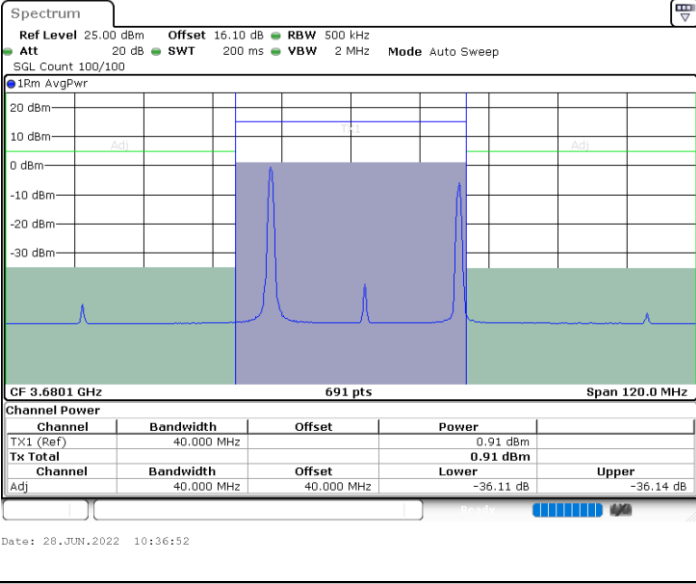 Spectrum
Ref Level 25.00 dBm Offset 16.10 dB RBW 500 kHz
Att 20 dB SWT 200 ms VBW 2 MHz Mode Auto Sweep
SGL Count 100/100
1Rm AvgPwr
20 dBm
TX1
10 dBm
Adj Adj
0 dBm
-10 dBm
-20 dBm
-30 dBm
CF 3.6801 GHz 691 pts Span 120.0 MHz
Channel Power
Channel Bandwidth Offset Power
TX1 (Ref) 40.000 MHz 0.91 dBm
Tx Total 0.91 dBm
Channel Bandwidth Offset Lower Upper
Adj 40.000 MHz 40.000 MHz -36.11 dB -36.14 dB
Ready
Date: 28.JUN.2022 10:36:52